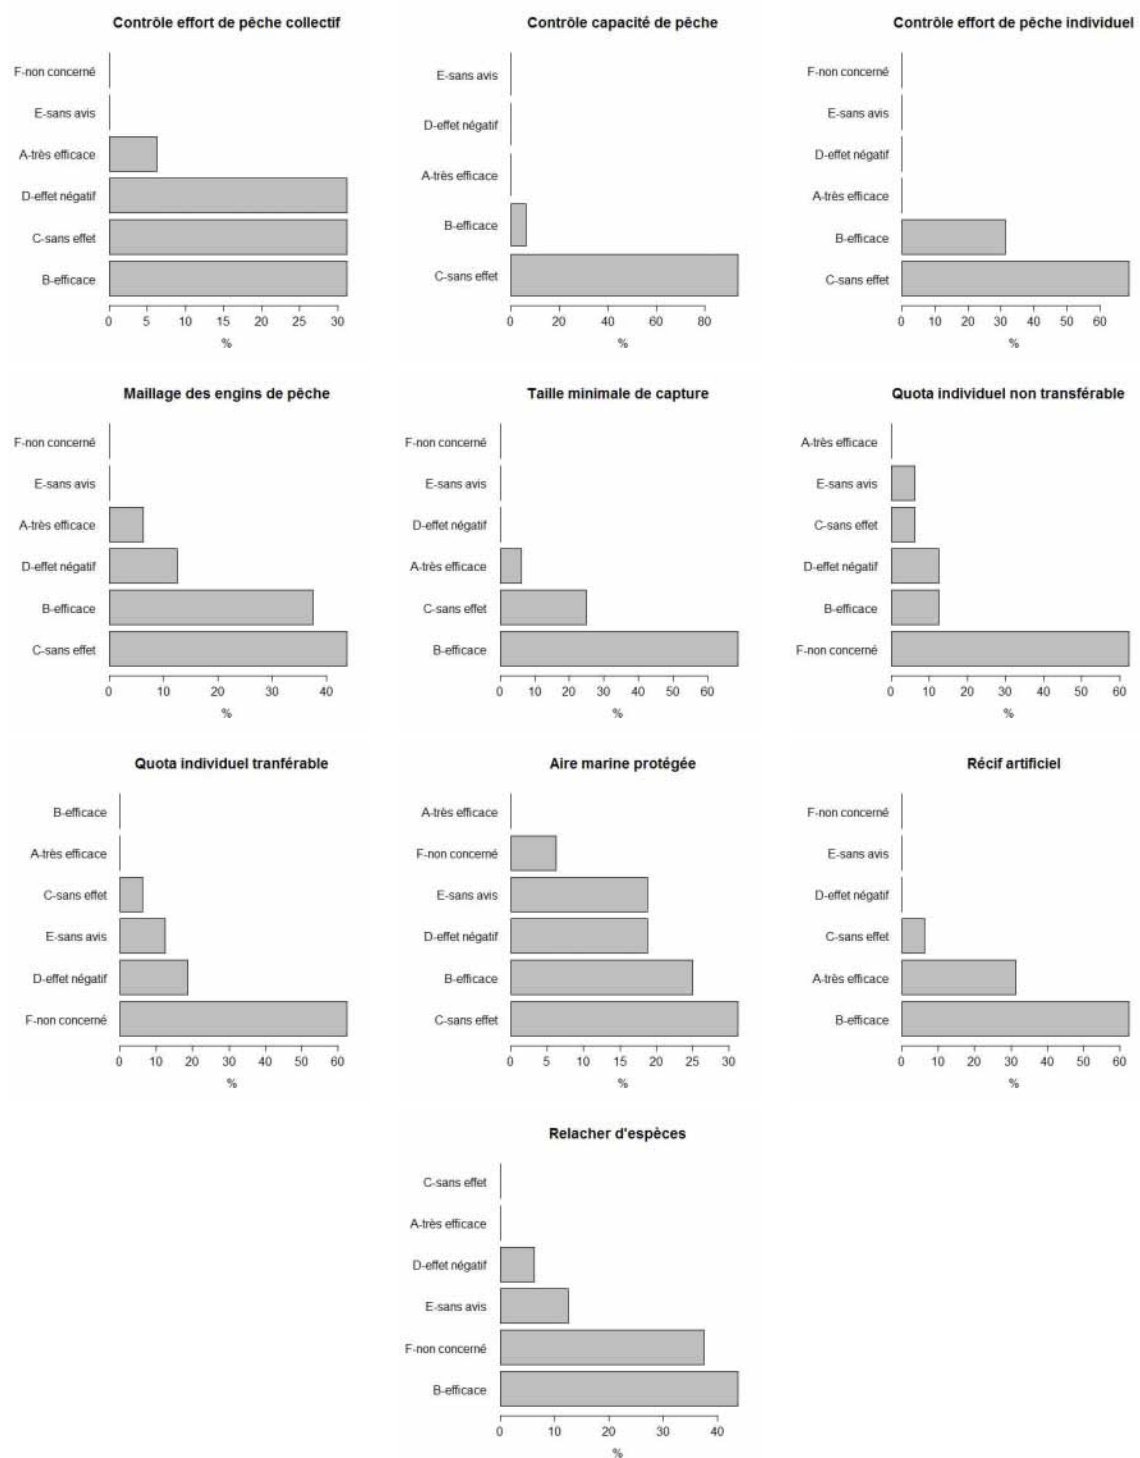 Contrôle effort de pêche collectif
F-non concerné
E-sans avis
A-très efficace
D-effet négatif
C-sans effet
B-efficace
0 5 10 15 20 25 30
%
Contrôle capacité de pêche
E-sans avis
D-effet négatif
A-très efficace
B-efficace
C-sans effet
0 20 40 60 80
%
Contrôle effort de pêche individuel
F-non concerné
E-sans avis
D-effet négatif
A-très efficace
B-efficace
C-sans effet
0 10 20 30 40 50 60
%
Maillage des engins de pêche
F-non concerné
E-sans avis
A-très efficace
D-effet négatif
B-efficace
C-sans effet
0 10 20 30 40
%
Taille minimale de capture
F-non concerné
E-sans avis
D-effet négatif
A-très efficace
C-sans effet
B-efficace
0 10 20 30 40 50 60
%
Quota individuel non transférable
A-très efficace
E-sans avis
C-sans effet
D-effet négatif
B-efficace
F-non concerné
0 10 20 30 40 50 60
%
Quota individuel tranférable
B-efficace
A-très efficace
C-sans effet
E-sans avis
D-effet négatif
F-non concerné
0 10 20 30 40 50 60
%
Aire marine protégée
A-très efficace
F-non concerné
E-sans avis
D-effet négatif
B-efficace
C-sans effet
0 5 10 15 20 25 30
%
Récif artificiel
F-non concerné
E-sans avis
D-effet négatif
C-sans effet
A-très efficace
B-efficace
0 10 20 30 40 50 60
%
Relacher d'espèces
C-sans effet
A-très efficace
D-effet négatif
E-sans avis
F-non concerné
B-efficace
0 10 20 30 40
%